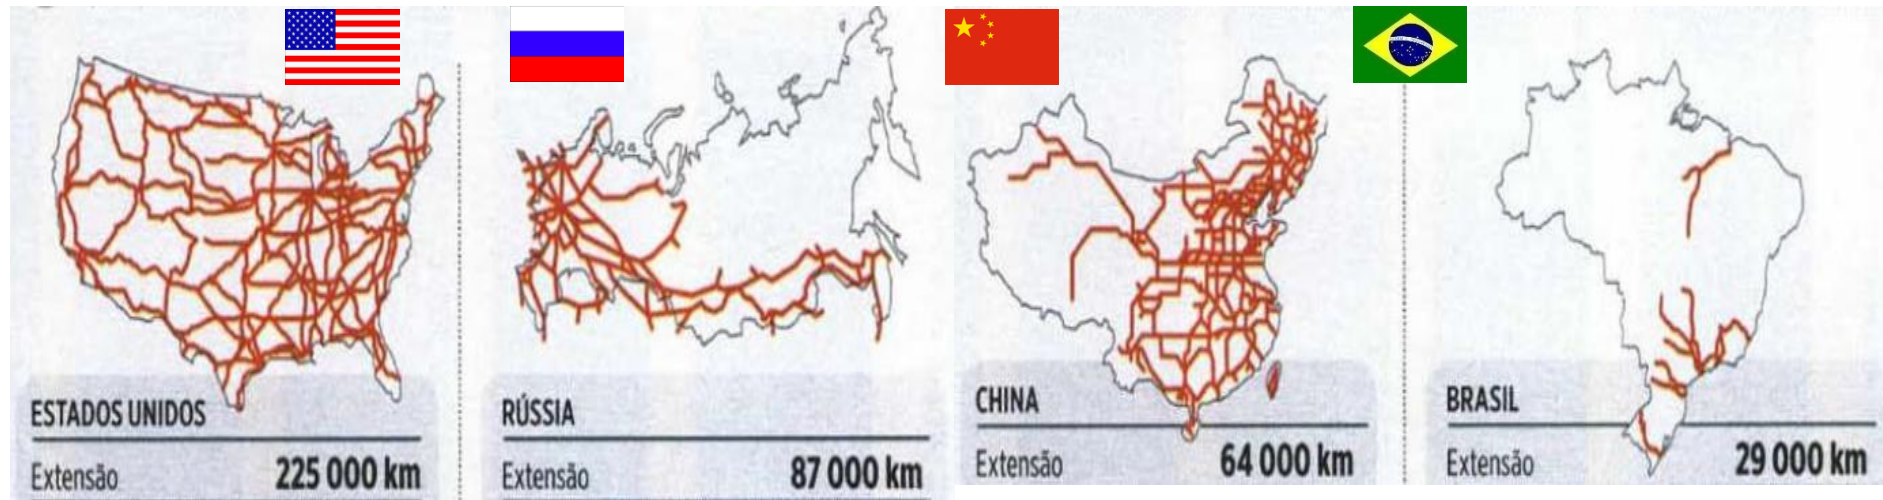 ESTADOS UNIDOS
Extensão 225 000 km
RÚSSIA
Extensão 87 000 km
CHINA
Extensão 64 000 km
BRASIL
Extensão 29 000 km